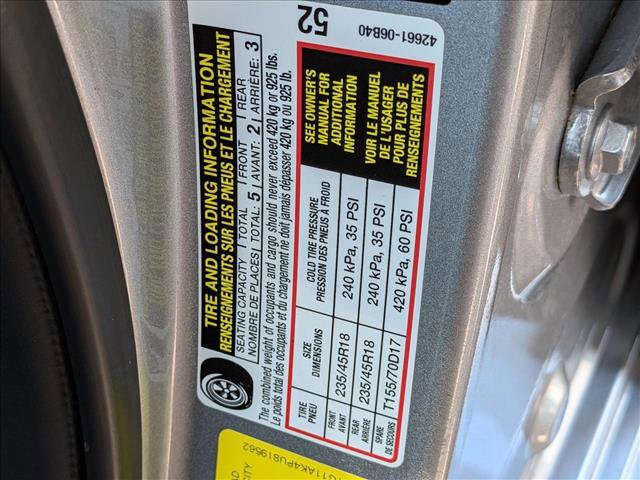 TIRE AND LOADING INFORMATION
RENSEIGNEMENTS SUR LES PNEUS ET LE CHARGEMENT
SEATING CAPACITY | TOTAL | FRONT | REAR
NOMBRE DE PLACES | TOTAL: 5 | AVANT: 2 | ARRIÈRE: 3
The combined weight of occupants and cargo should never exceed 420 kg or 925 lbs.
Le poids total des occupants et du chargement ne doit jamais dépasser 420 kg ou 925 lb.
TIRE
PNEU
SIZE
DIMENSIONS
COLD TIRE PRESSURE
PRESSION DES PNEUS À FROID
FRONT
AVANT
235/45R18
240 kPa, 35 PSI
REAR
ARRIÈRE
235/45R18
240 kPa, 35 PSI
SPARE
DE SECOURS
T155/70D17
420 kPa, 60 PSI
SEE OWNER'S
MANUAL FOR
ADDITIONAL
INFORMATION
VOIR LE MANUEL
DE L'USAGER
POUR PLUS DE
RENSEIGNEMENTS
52
42661-06B40